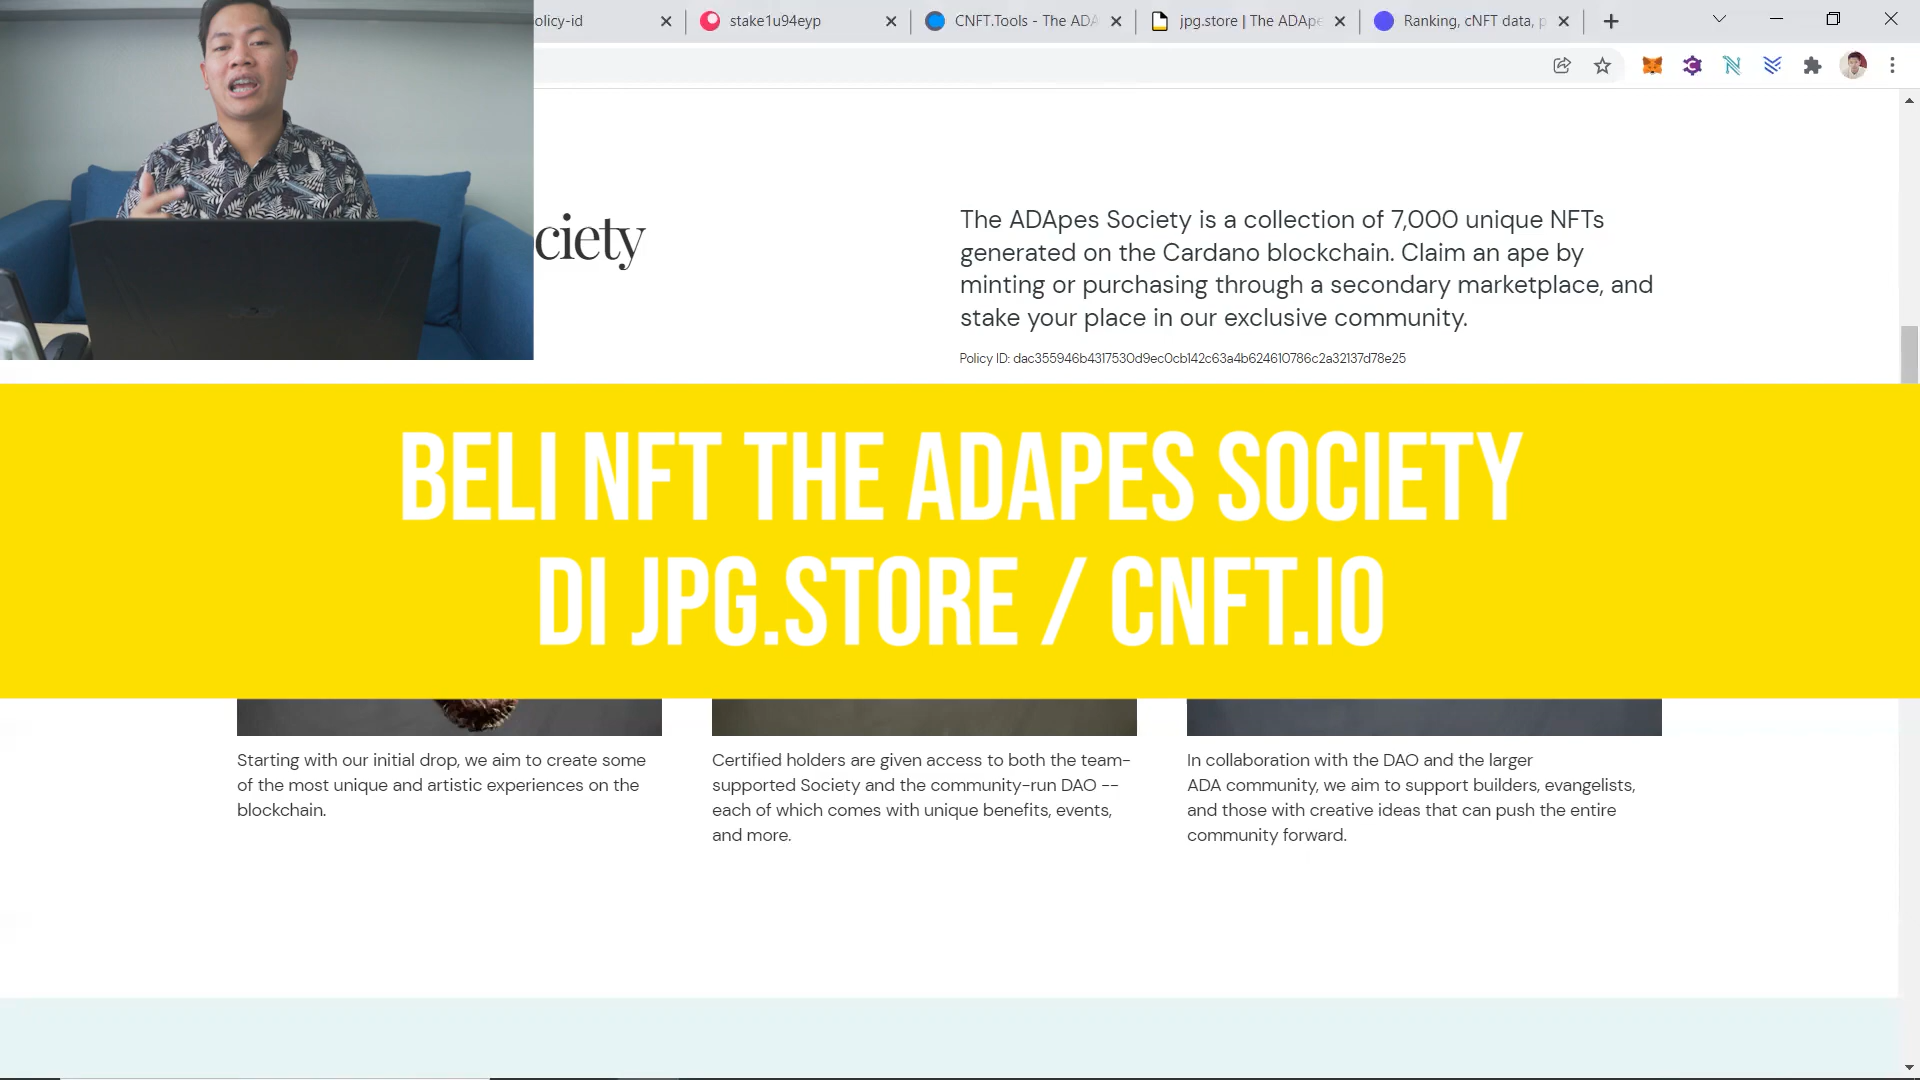 olicy-id
stake1u94eyp
CNFT.Tools - The ADA
jpg.store | The ADApe
Ranking, cNFT data, p
ciety
The ADApes Society is a collection of 7,000 unique NFTs
generated on the Cardano blockchain. Claim an ape by
minting or purchasing through a secondary marketplace, and
stake your place in our exclusive community.
Policy ID: dac355946b4317530d9ec0cb142c63a4b624610786c2a32137d78e25
BELI NFT THE ADAPES SOCIETY
DI JPG.STORE / CNFT.IO
Starting with our initial drop, we aim to create some
of the most unique and artistic experiences on the
blockchain.
Certified holders are given access to both the team-
supported Society and the community-run DAO --
each of which comes with unique benefits, events,
and more.
In collaboration with the DAO and the larger
ADA community, we aim to support builders, evangelists,
and those with creative ideas that can push the entire
community forward.